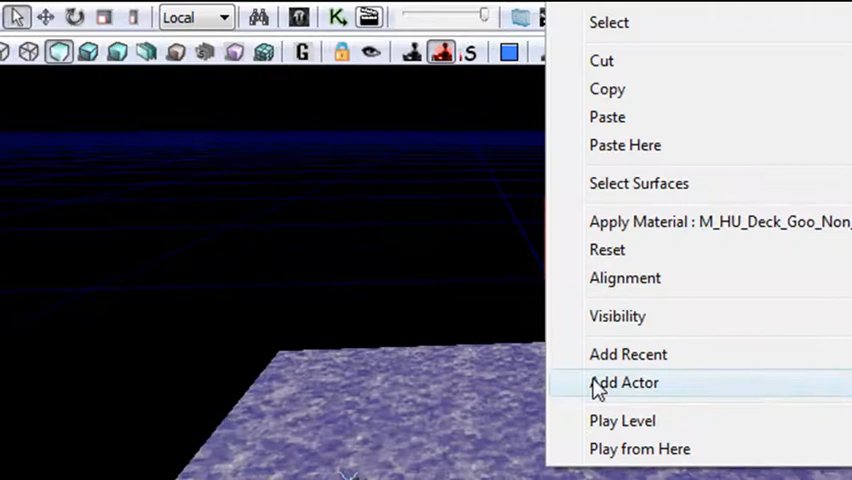 Local
K
G
S
Select
Cut
Copy
Paste
Paste Here
Select Surfaces
Apply Material : M_HU_Deck_Goo_Non_
Reset
Alignment
Visibility
Add Recent
Add Actor
Play Level
Play from Here